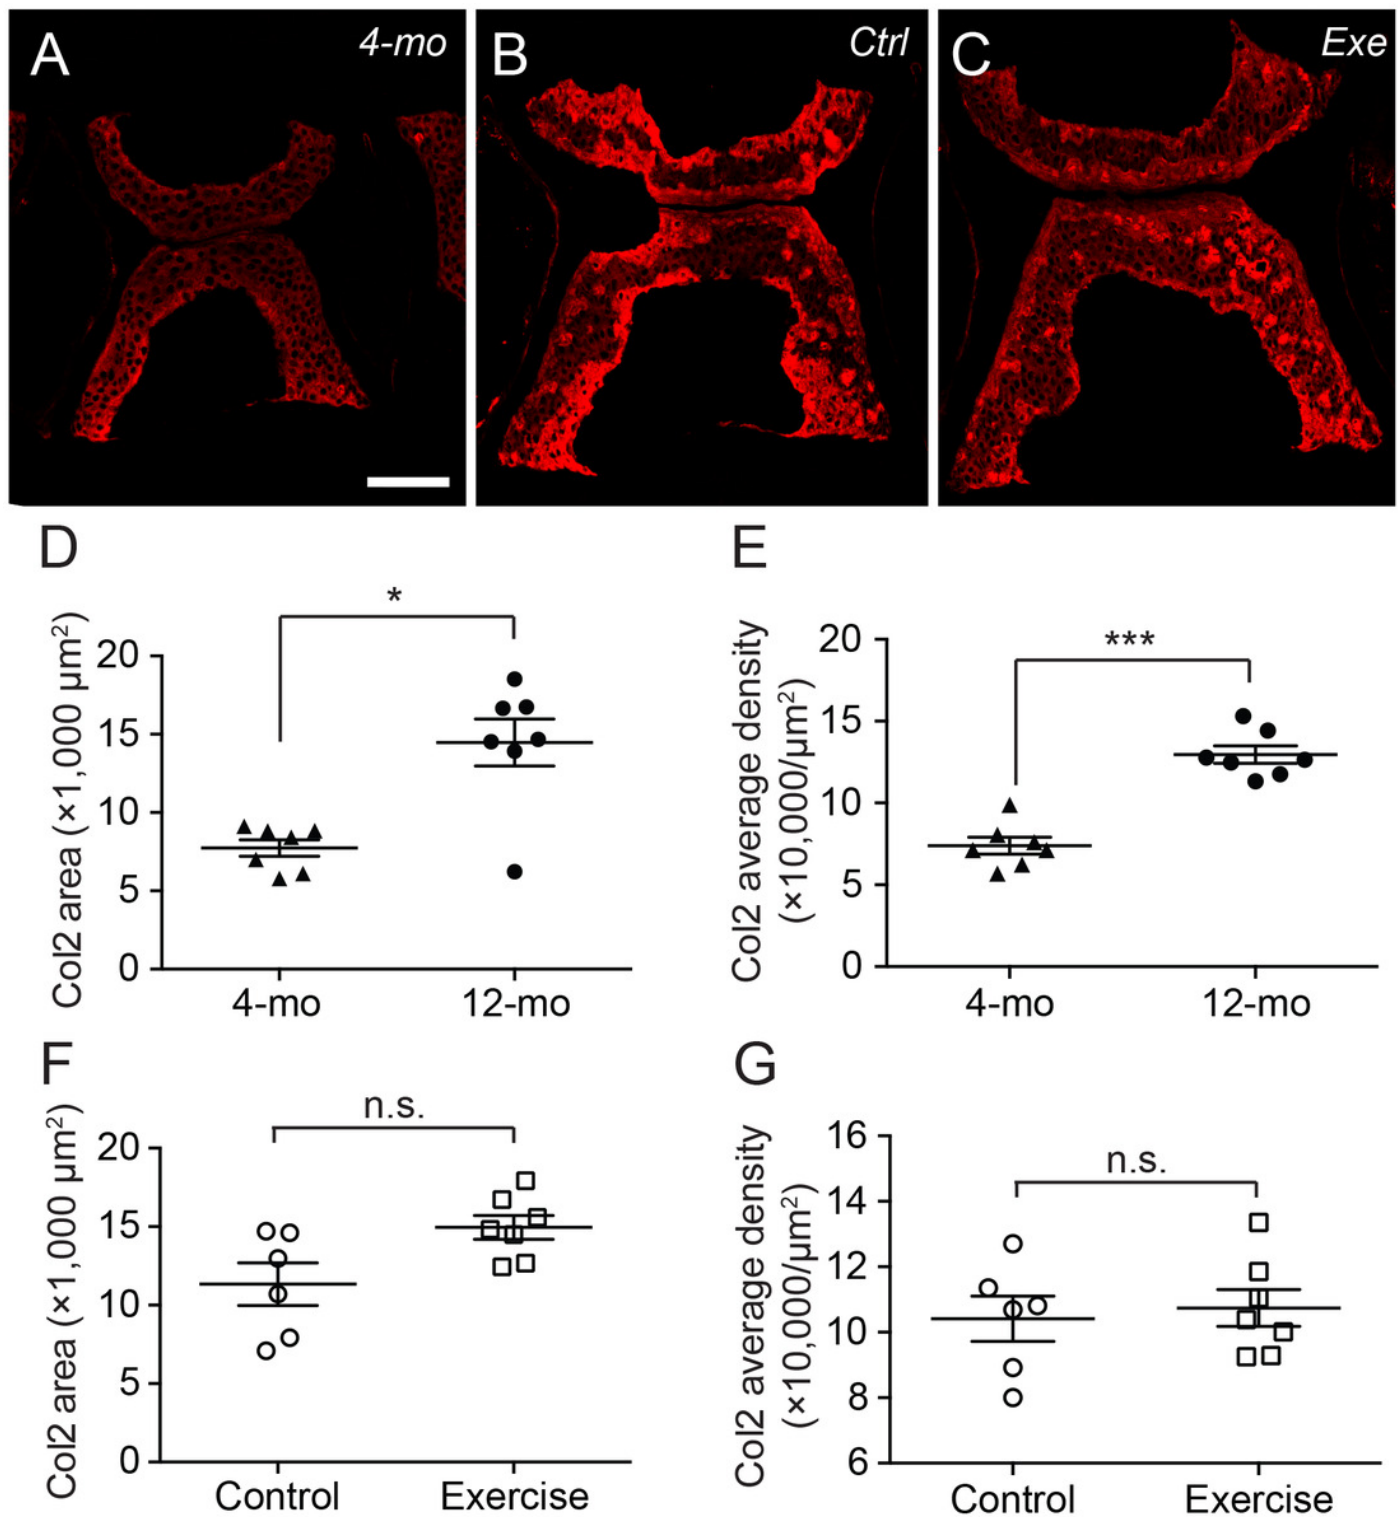 A
4-mo
B
Ctrl
C
Exe
D
*
Col2 area (×1,000 µm²)
20
15
10
5
0
4-mo
12-mo
E
***
Col2 average density
(×10,000/µm²)
20
15
10
5
0
4-mo
12-mo
F
n.s.
Col2 area (×1,000 µm²)
20
15
10
5
0
Control
Exercise
G
n.s.
Col2 average density
(×10,000/µm²)
16
14
12
10
8
6
Control
Exercise